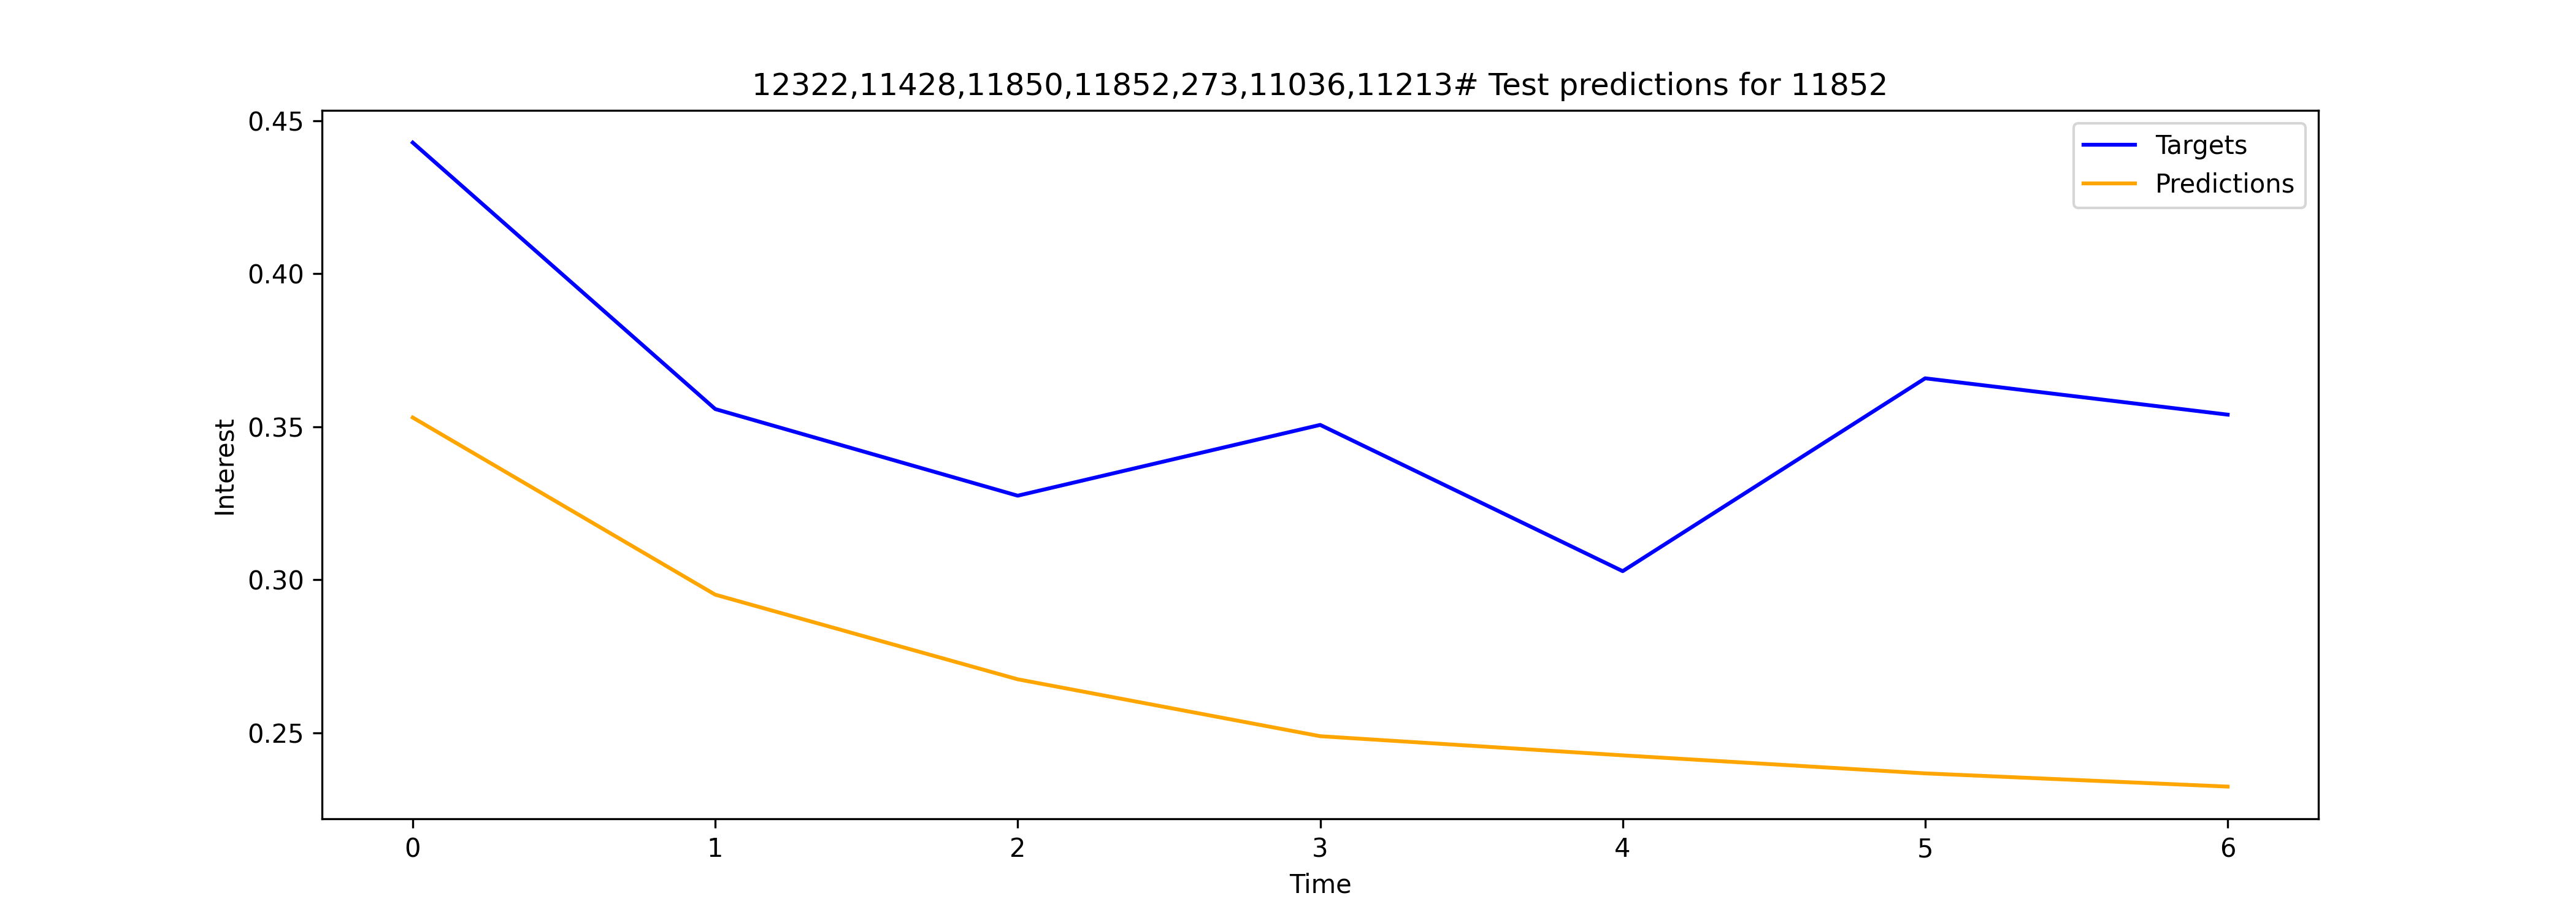 12322,11428,11850,11852,273,11036,11213# Test predictions for 11852
Targets
Predictions
Interest
0.45
0.40
0.35
0.30
0.25
0 1 2 3 4 5 6
Time